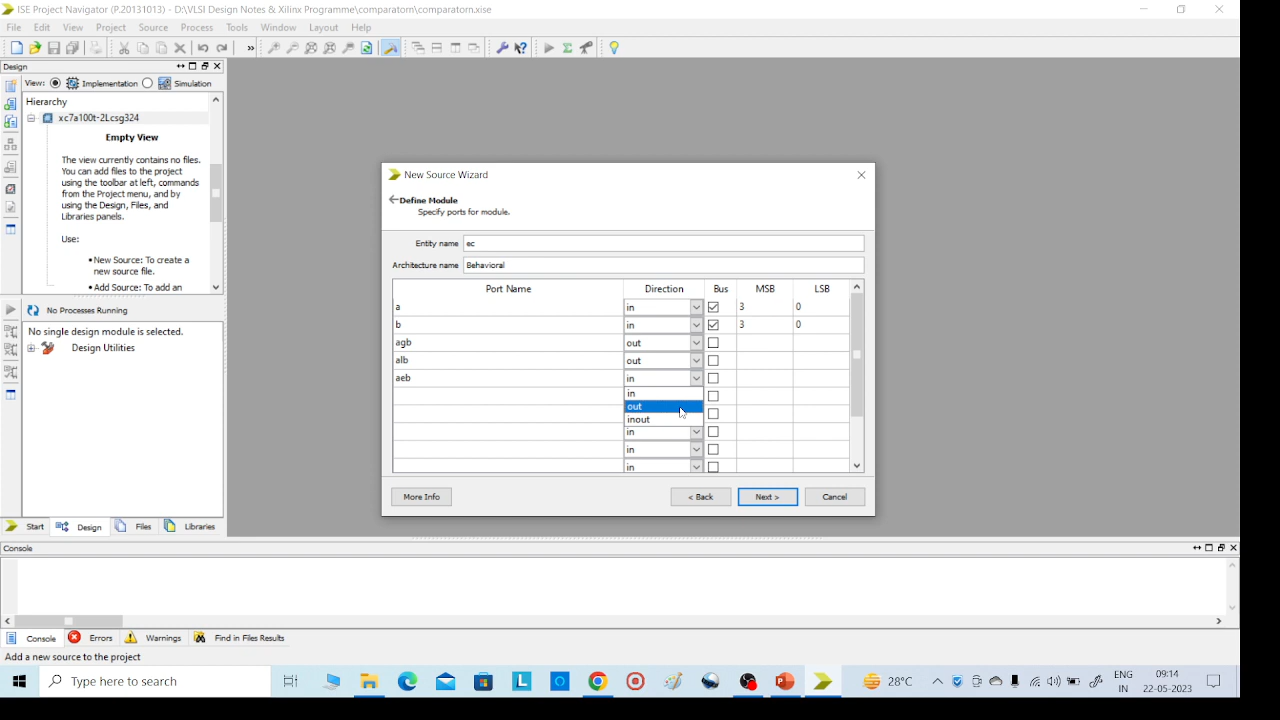 ISE Project Navigator (P.20131013) - D:\VLSI Design Notes & Xilinx Programme\comparatorn\comparatorn.xise
File Edit View Project Source Process Tools Window Layout Help
»
Design
View: Implementation Simulation
Hierarchy
xc7a100t-2Lcsg324
Empty View
The view currently contains no files.
You can add files to the project
using the toolbar at left, commands
from the Project menu, and by
using the Design, Files, and
Libraries panels.
Use:
•New Source: To create a
new source file.
•Add Source: To add an
No Processes Running
No single design module is selected.
Design Utilities
Start Design Files Libraries
New Source Wizard
Define Module
Specify ports for module.
Entity name ec
Architecture name Behavioral
Port Name Direction Bus MSB LSB
a in 3 0
b in 3 0
agb out
alb out
aeb in
in
out
inout
in
in
in
More Info < Back Next > Cancel
Console
Console Errors Warnings Find in Files Results
Add a new source to the project
Type here to search
28°C
ENG
IN
09:14
22-05-2023